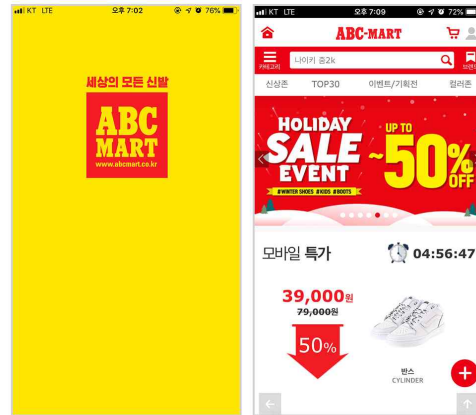 KT LTE
오후 7:02
76%
세상의 모든 신발
ABC
MART
www.abcmart.co.kr
KT LTE
오후 7:09
72%
ABC-MART
카테고리
나이키 줌2k
신상존
TOP30
이벤트/기획전
컬러존
HOLIDAY
SALE
EVENT
UP TO
~50%
OFF
#WINTER SHOES #KIDS #BOOTS
모바일 특가
04:56:47
39,000원
79,000원
50%
반스
CYLINDER